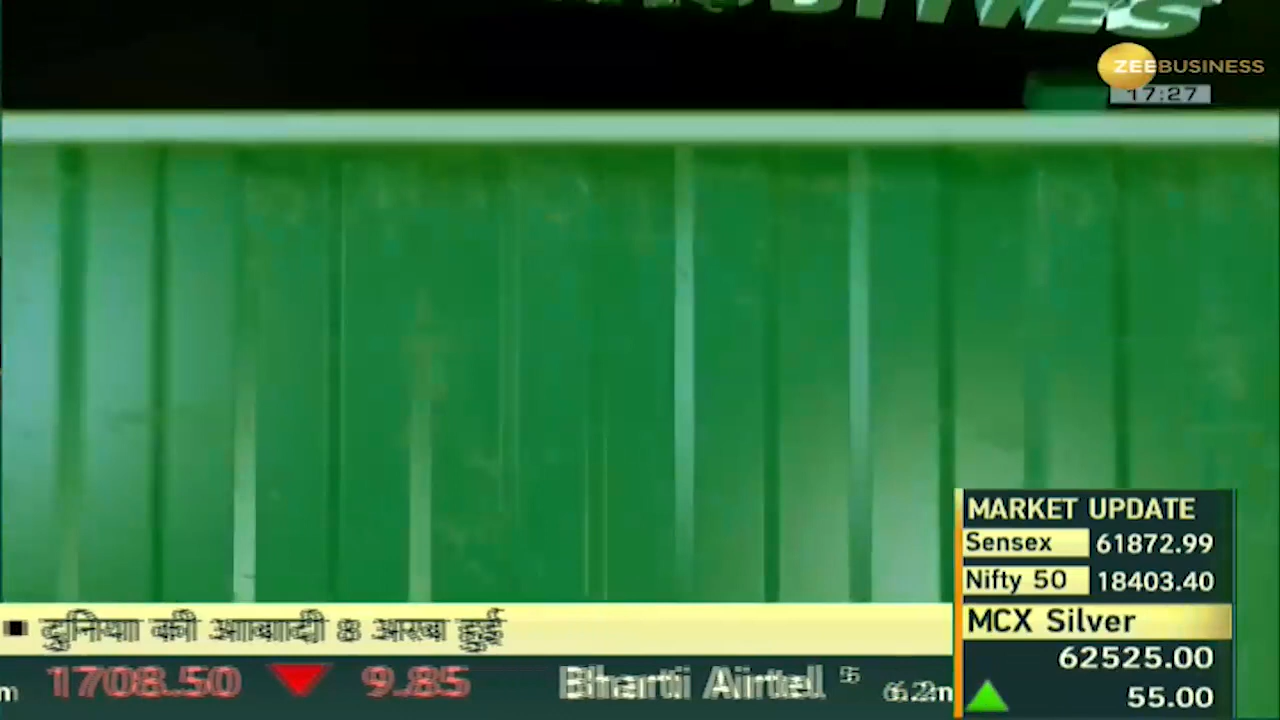 ZEEBUSINESS
17:27
MARKET UPDATE
Sensex 61872.99
Nifty 50 18403.40
MCX Silver
62525.00
55.00
दुनिया की आबादी 8 अरब हुई
1708.50 9.85 Bharti Airtel